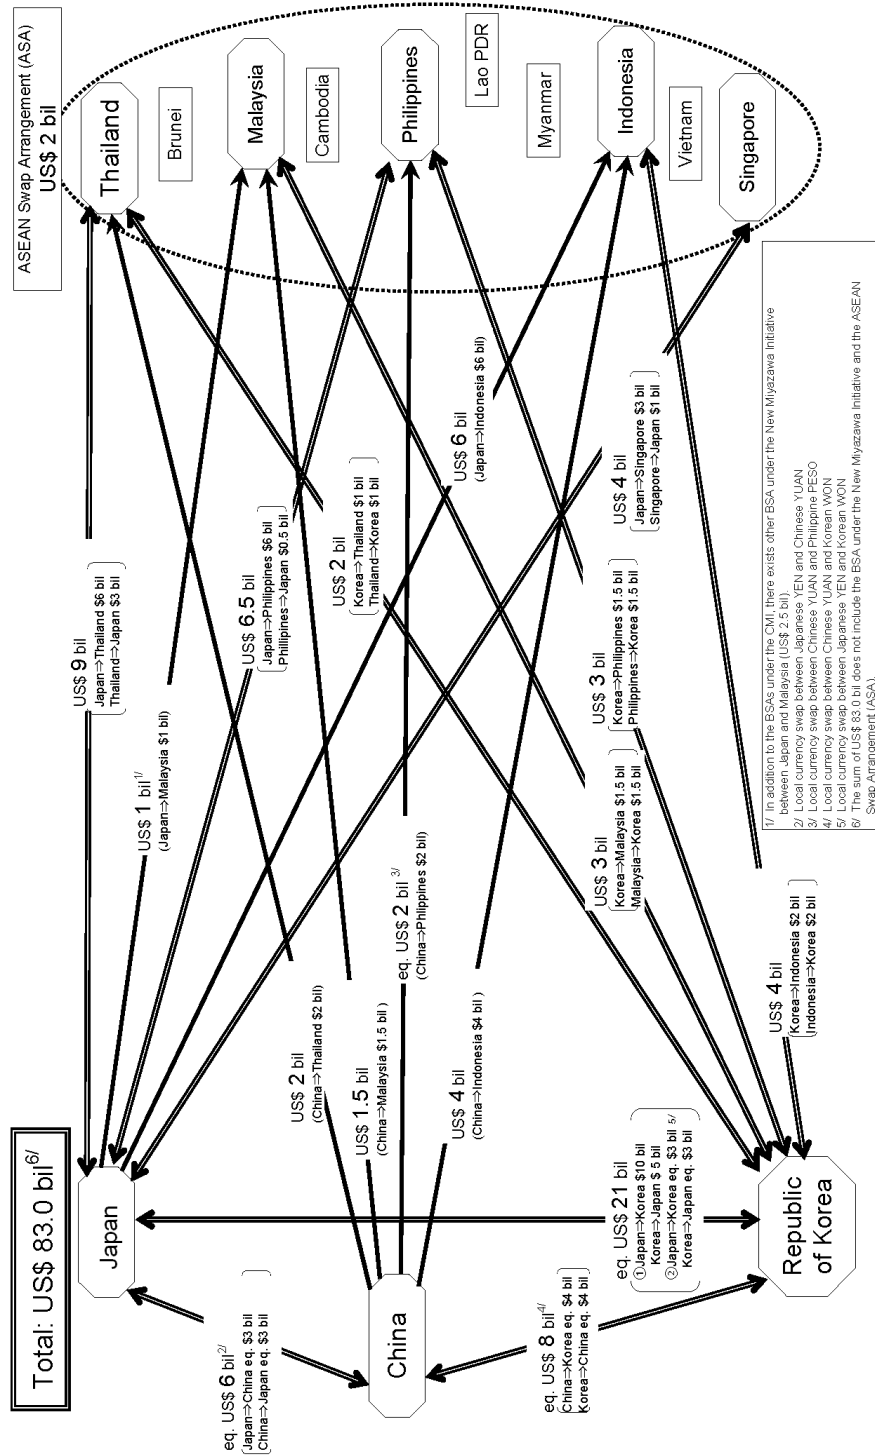 Total: US$ 83.0 bil6/
ASEAN Swap Arrangement (ASA)
US$ 2 bil
Japan
China
Republic
of Korea
Thailand
Brunei
Malaysia
Cambodia
Philippines
Lao PDR
Myanmar
Indonesia
Vietnam
Singapore
US$ 9 bil
Japan⇒Thailand $6 bil
Thailand⇒Japan $3 bil
US$ 1 bil1/
(Japan⇒Malaysia $1 bil)
US$ 6.5 bil
Japan⇒Philippines $6 bil
Phillipines⇒Japan $0.5 bil
US$ 2 bil
Korea⇒Thailand $1 bil
Thailand⇒Korea $1 bil
US$ 6 bil
(Japan⇒Indonesia $6 bil)
US$ 4 bil
Japan⇒Singapore $3 bil
Singapore⇒Japan $1 bil
US$ 2 bil
(China⇒Thailand $2 bil)
US$ 1.5 bil
(China⇒Malaysia $1.5 bil )
eq. US$ 2 bil3/
(China⇒Philippines $2 bil)
US$ 4 bil
(China⇒Indonesia $4 bil )
US$ 3 bil
Korea⇒Philippines $1.5 bil
Philippines⇒Korea $1.5 bil
US$ 3 bil
Korea⇒Malaysia $1.5 bil
Malaysia⇒Korea $1.5 bil
US$ 4 bil
Korea⇒Indonesia $2 bil
Indonesia⇒Korea $2 bil
eq. US$ 6 bil2/
Japan⇒China eq. $3 bil
China⇒Japan eq. $3 bil
eq. US$ 8 bil4/
China⇒Korea eq. $4 bil
Korea⇒China eq. $4 bil
eq. US$ 21 bil
①Japan⇒Korea $10 bil
Korea⇒Japan $ 5 bil
②Japan⇒Korea eq. $3 bil 5/
Korea⇒Japan eq. $3 bil
1/ In addition to the BSAs under the CMI, there exists other BSA under the New Miyazawa Initiative
between Japan and Malaysia (US$ 2.5 bil).
2/ Local currency swap between Japanese YEN and Chinese YUAN
3/ Local currency swap between Chinese YUAN and Philippine PESO
4/ Local currency swap between Chinese YUAN and Korean WON
5/ Local currency swap between Japanese YEN and Korean WON
6/ The sum of US$ 83.0 bil does not include the BSA under the New Miyazawa Initiative and the ASEAN
Swap Arrangement (ASA).